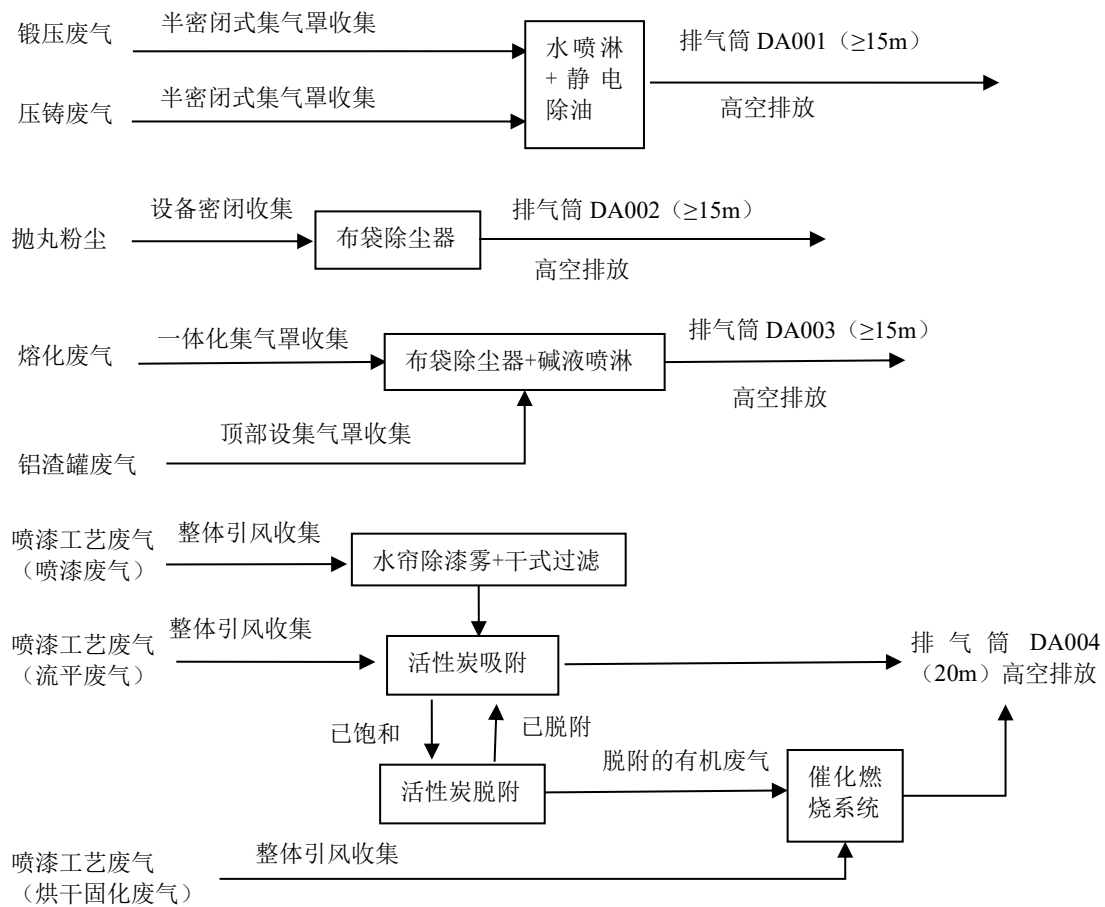 锻压废气
半密闭式集气罩收集
压铸废气
半密闭式集气罩收集
水喷淋
+静电
除油
排气筒 DA001（≥15m）
高空排放
抛丸粉尘
设备密闭收集
布袋除尘器
排气筒 DA002（≥15m）
高空排放
熔化废气
一体化集气罩收集
布袋除尘器+碱液喷淋
排气筒 DA003（≥15m）
高空排放
铝渣罐废气
顶部设集气罩收集
喷漆工艺废气
（喷漆废气）
整体引风收集
水帘除漆雾+干式过滤
喷漆工艺废气
（流平废气）
整体引风收集
活性炭吸附
排气筒 DA004
（20m）高空排放
已饱和
已脱附
活性炭脱附
脱附的有机废气
催化燃
烧系统
喷漆工艺废气
（烘干固化废气）
整体引风收集